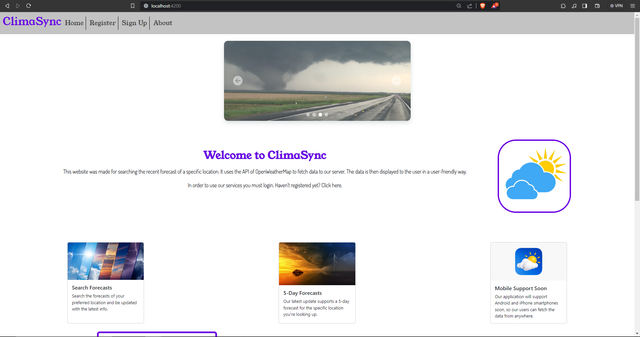 localhost:4200
VPN
ClimaSync Home Register Sign Up About
Welcome to ClimaSync
This website was made for searching the recent forecast of a specific location. It uses the API of OpenWeatherMap to fetch data to our server. The data is then displayed to the user in a user-friendly way.
In order to use our services you must login. Haven't registered yet? Click here.
Search Forecasts
Search the forecasts of your
preferred location and be updated
with the latest info.
5-Day Forecasts
Our latest update supports a 5-day
forecast for the specific location
you're looking up.
Mobile Support Soon
Our application will support
Android and iPhone smartphones
soon, so our users can fetch the
data from anywhere.